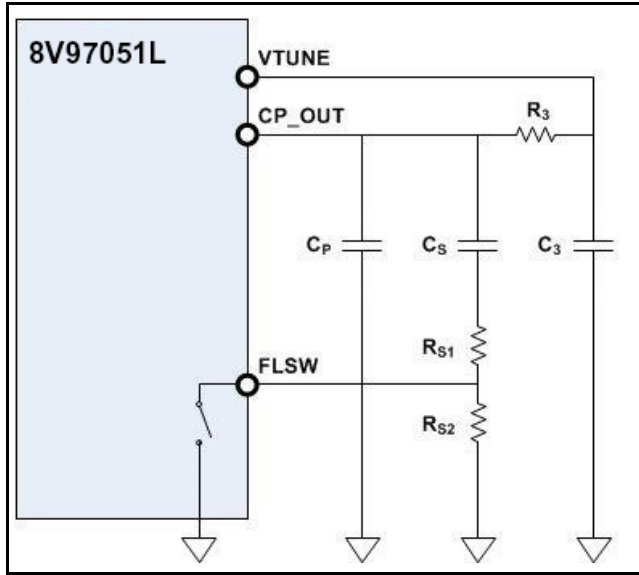 8V97051L
VTUNE
CP_OUT
R3
CP
CS
C3
RS1
FLSW
RS2